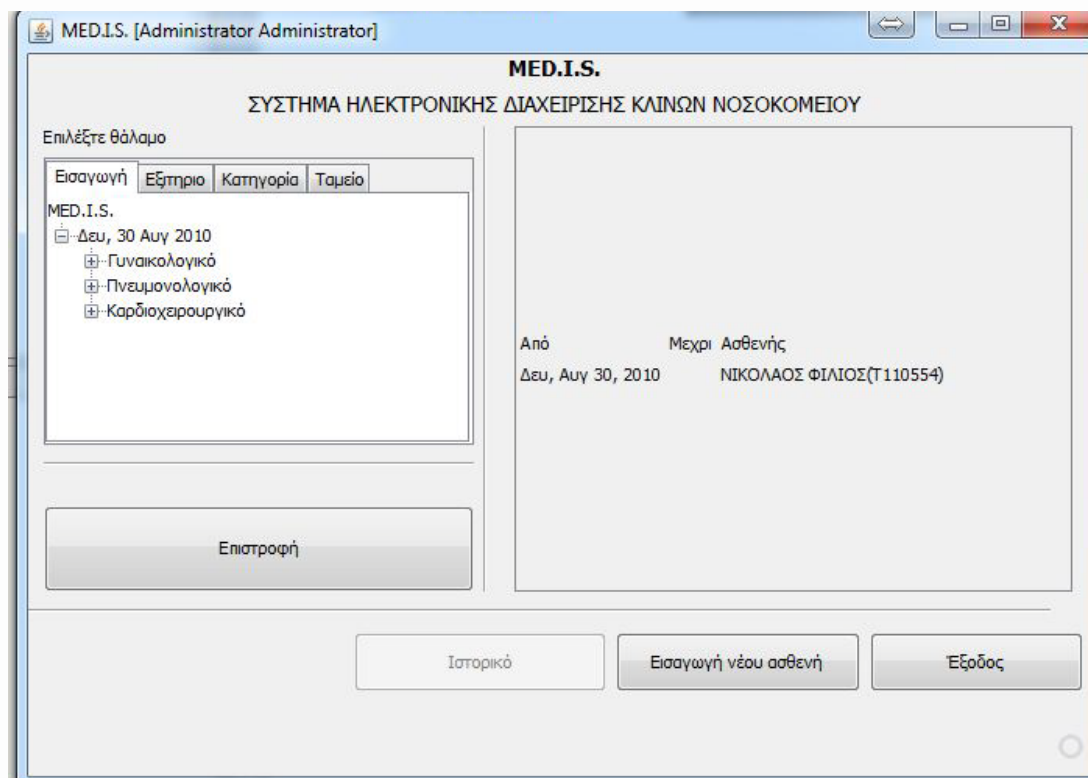 MED.I.S. [Administrator Administrator]
MED.I.S.
ΣΥΣΤΗΜΑ ΗΛΕΚΤΡΟΝΙΚΗΣ ΔΙΑΧΕΙΡΙΣΗΣ ΚΛΙΝΩΝ ΝΟΣΟΚΟΜΕΙΟΥ
Επιλέξτε θάλαμο
Εισαγωγή Εξιτηριο Κατηγορία Ταμείο
MED.I.S.
Δευ, 30 Αυγ 2010
Γυναικολογικό
Πνευμονολογικό
Καρδιοχειρουργικό
Επιστροφή
Από Μεχρι Ασθενής
Δευ, Αυγ 30, 2010 ΝΙΚΟΛΑΟΣ ΦΙΛΙΟΣ(T110554)
Ιστορικό Εισαγωγή νέου ασθενή Έξοδος